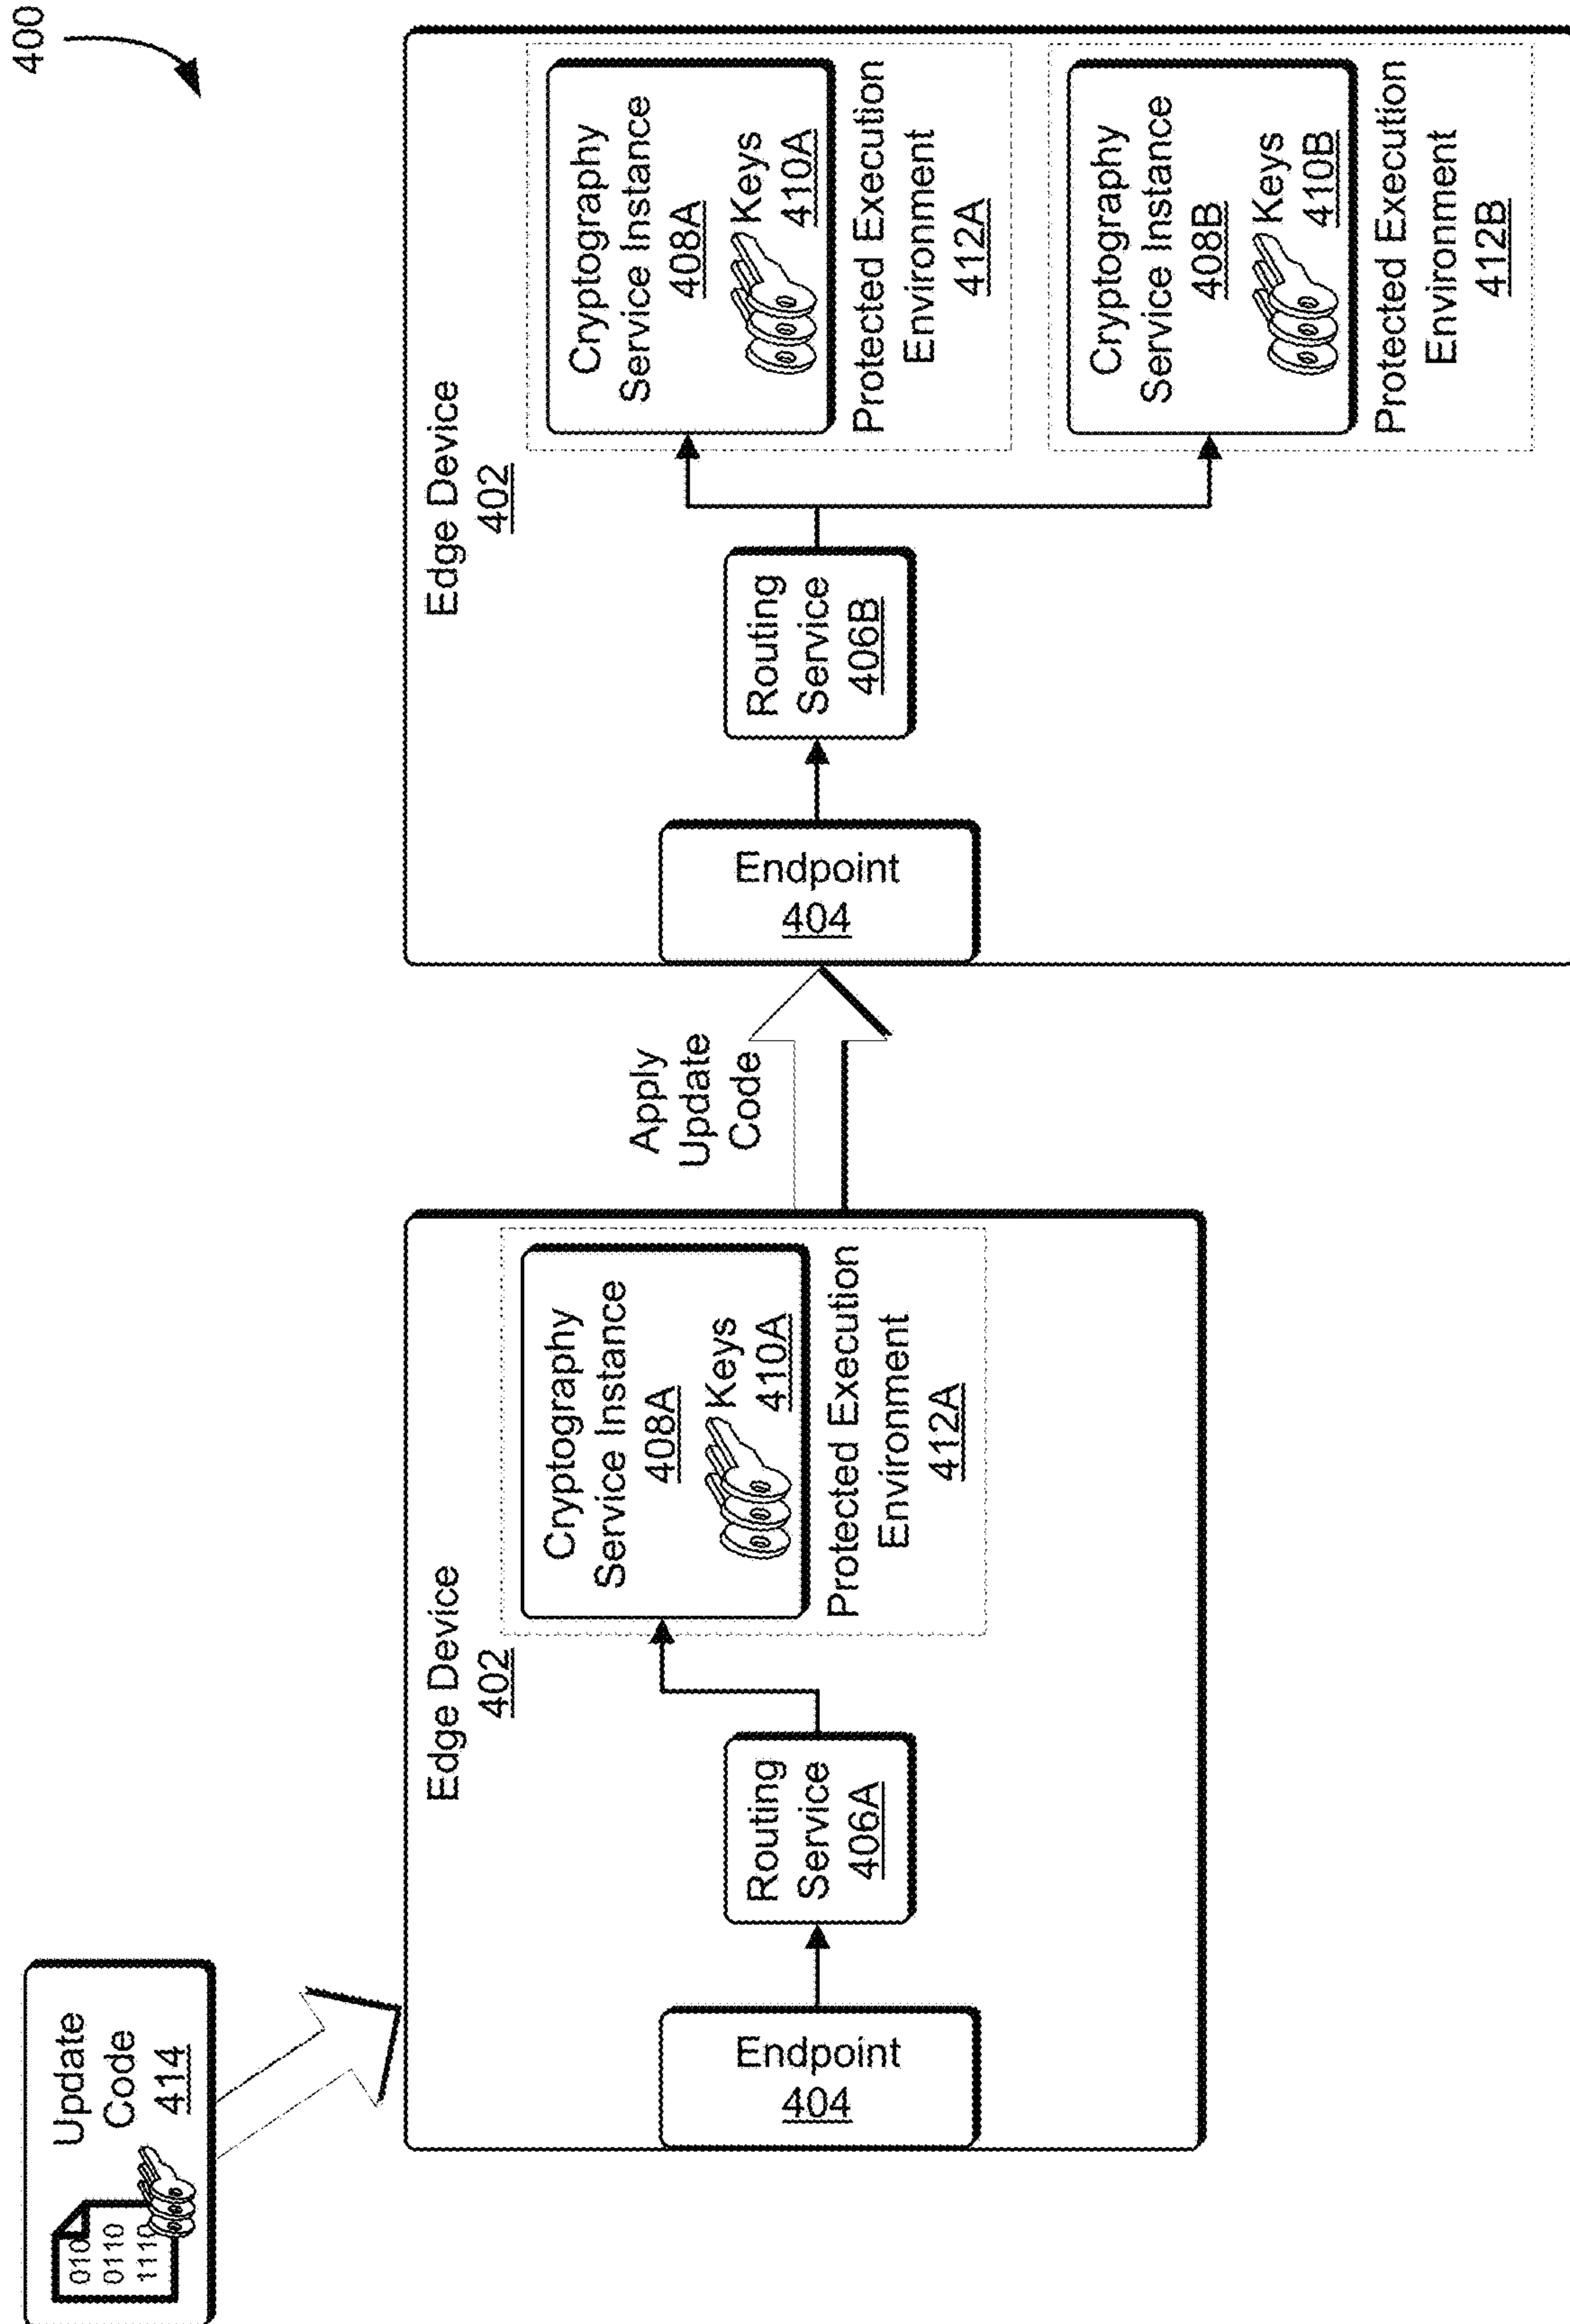 400
Update
Code
414
010
0110
1110
Edge Device
402
Endpoint
404
Routing
Service
406A
Cryptography
Service Instance
408A
Keys
410A
Protected Execution
Environment
412A
Apply
Update
Code
Edge Device
402
Endpoint
404
Routing
Service
406B
Cryptography
Service Instance
408A
Keys
410A
Protected Execution
Environment
412A
Cryptography
Service Instance
408B
Keys
410B
Protected Execution
Environment
412B